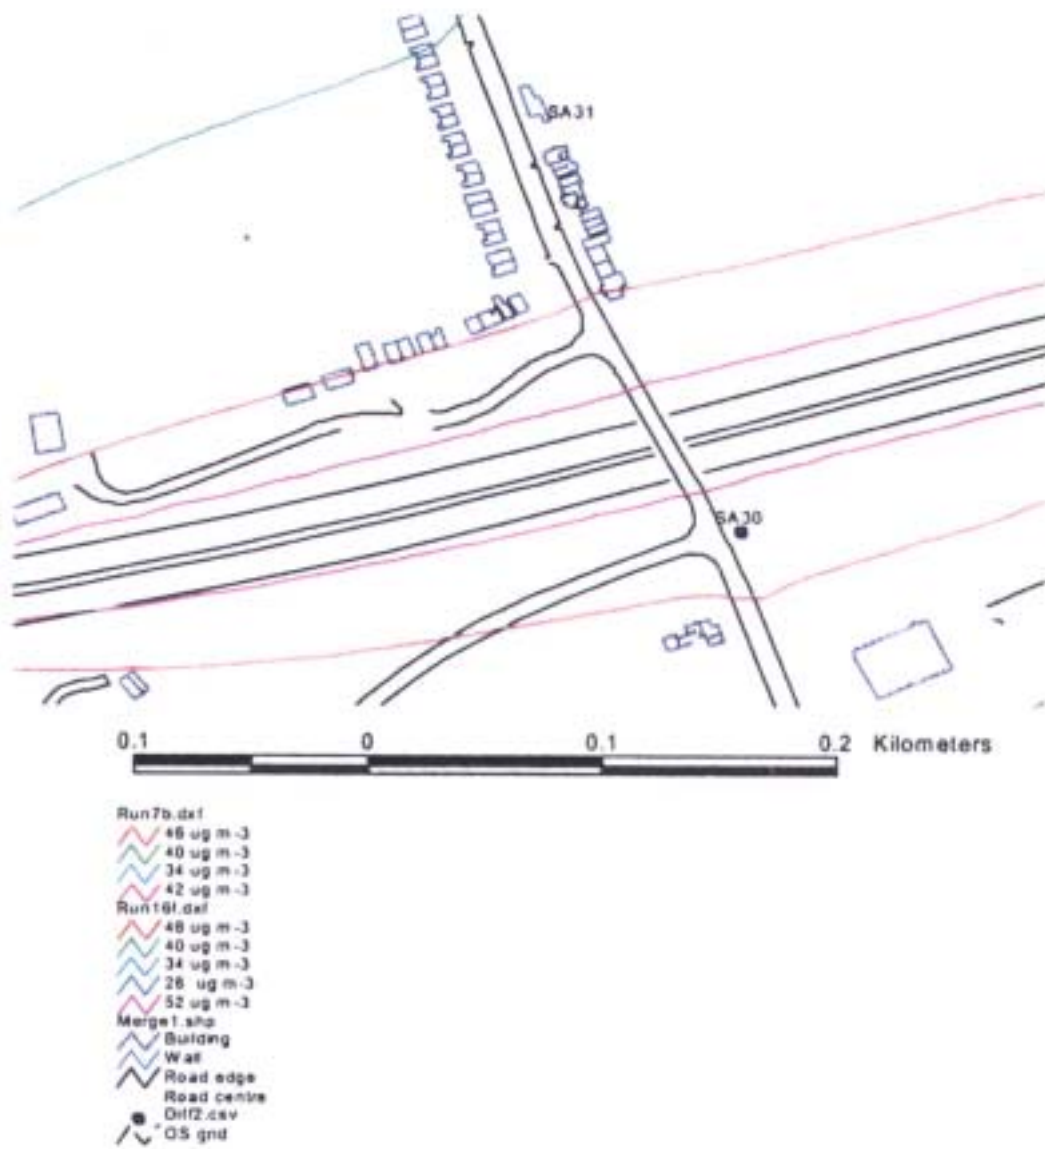 SA31
SA30
0.1 0 0.1 0.2 Kilometers
Run7b.dxf
46 ug m-3
40 ug m-3
34 ug m-3
42 ug m-3
Run16f.dxf
46 ug m-3
40 ug m-3
34 ug m-3
28 ug m-3
52 ug m-3
Merge1.shp
Building
Wall
Road edge
Road centre
Diff2.csv
OS grid